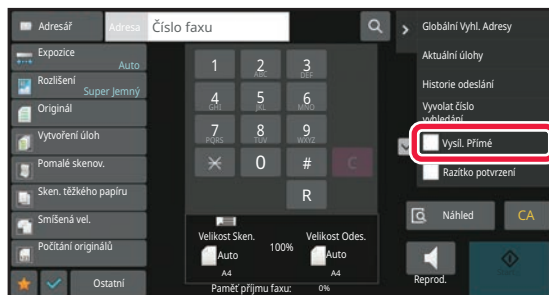 Adresář
Adresa
Číslo faxu
Expozice
Auto
Rozlišení
Super Jemný
Originál
Vytvoření úloh
Pomalé skenov.
Sken. těžkého papíru
Smíšená vel.
Počítání originálů
Ostatní
1
2
ABC
3
DEF
4
GHI
5
JKL
6
MNO
7
PQRS
8
TUV
9
WXYZ
0
#
C
R
Velikost Sken.
Auto
A4
100%
Velikost Odes.
Auto
A4
Paměť příjmu faxu:
0%
Globální Vyhl. Adresy
Aktuální úlohy
Historie odeslání
Vyvolat číslo
vyhledání
Vysíl. Přímé
Razítko potvrzení
Náhled
CA
Reprod.